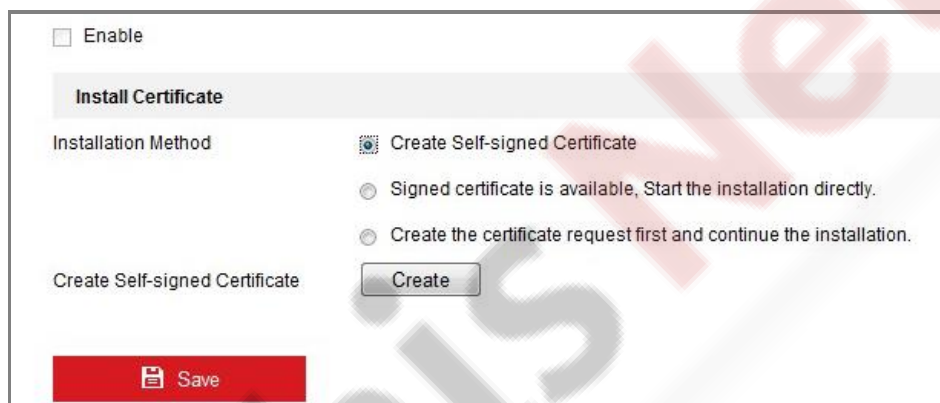 Enable
Install Certificate
Installation Method
Create Self-signed Certificate
Signed certificate is available, Start the installation directly.
Create the certificate request first and continue the installation.
Create Self-signed Certificate Create
Save